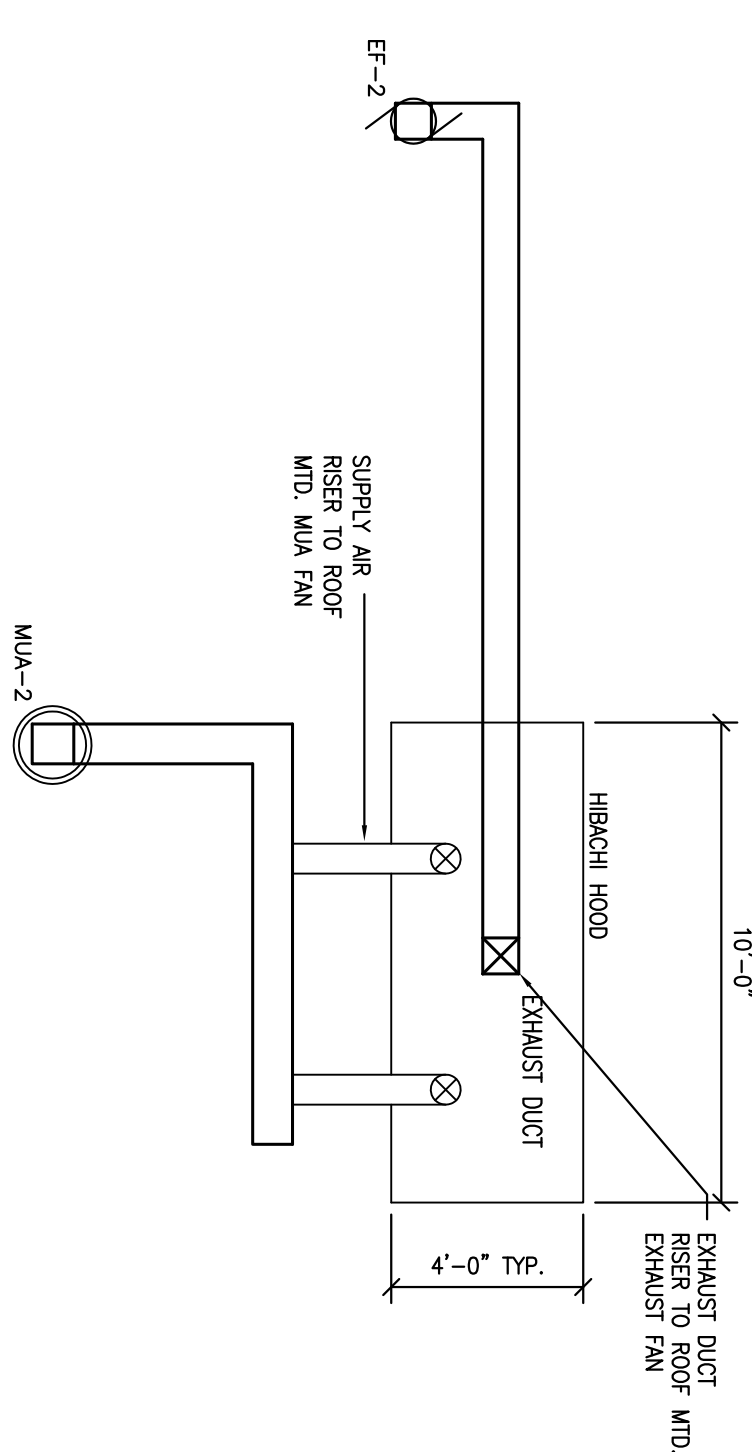 EF-2
SUPPLY AIR
RISER TO ROOF
MTD. MUA FAN
MUA-2
10'-0"
HIBACHI HOOD
EXHAUST DUCT
4'-0" TYP.
EXHAUST DUCT
RISER TO ROOF MTD.
EXHAUST FAN